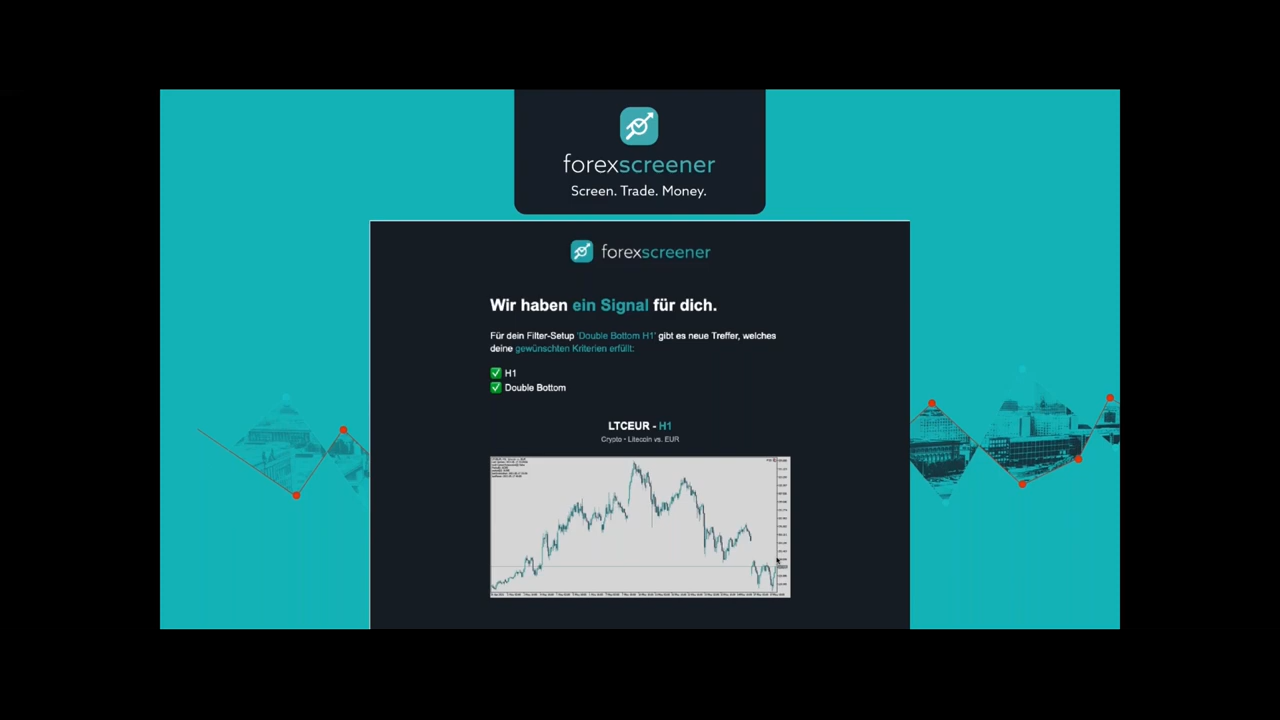 forexscreener
Screen. Trade. Money.
forexscreener
Wir haben ein Signal für dich.
Für dein Filter-Setup 'Double Bottom H1' gibt es neue Treffer, welches
deine gewünschten Kriterien erfüllt:
✅ H1
✅ Double Bottom
LTCEUR - H1
Crypto • Litecoin vs. EUR